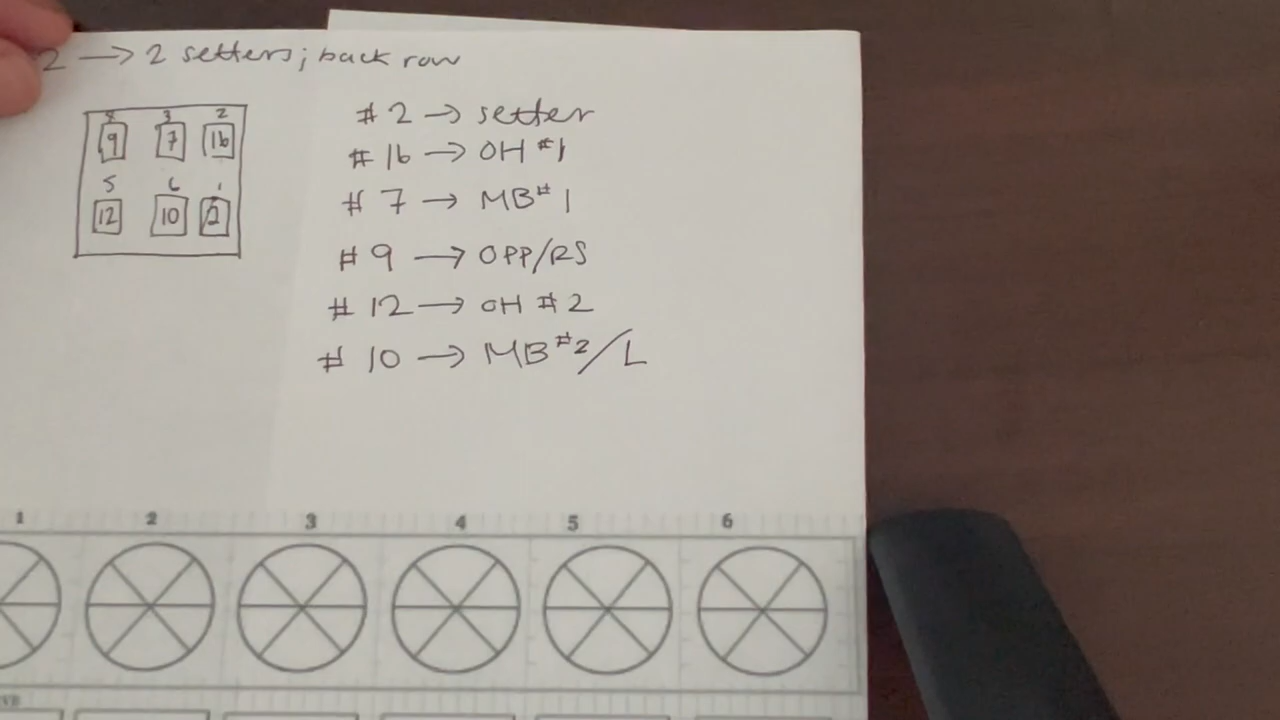 2 → 2 setters; back row
3 2
9 7 16
5 6 1
12 10 2
#2 → setter
#16 → OH #1
#7 → MB#1
#9 → OPP/RS
#12 → OH #2
#10 → MB#2/L
1 2 3 4 5 6